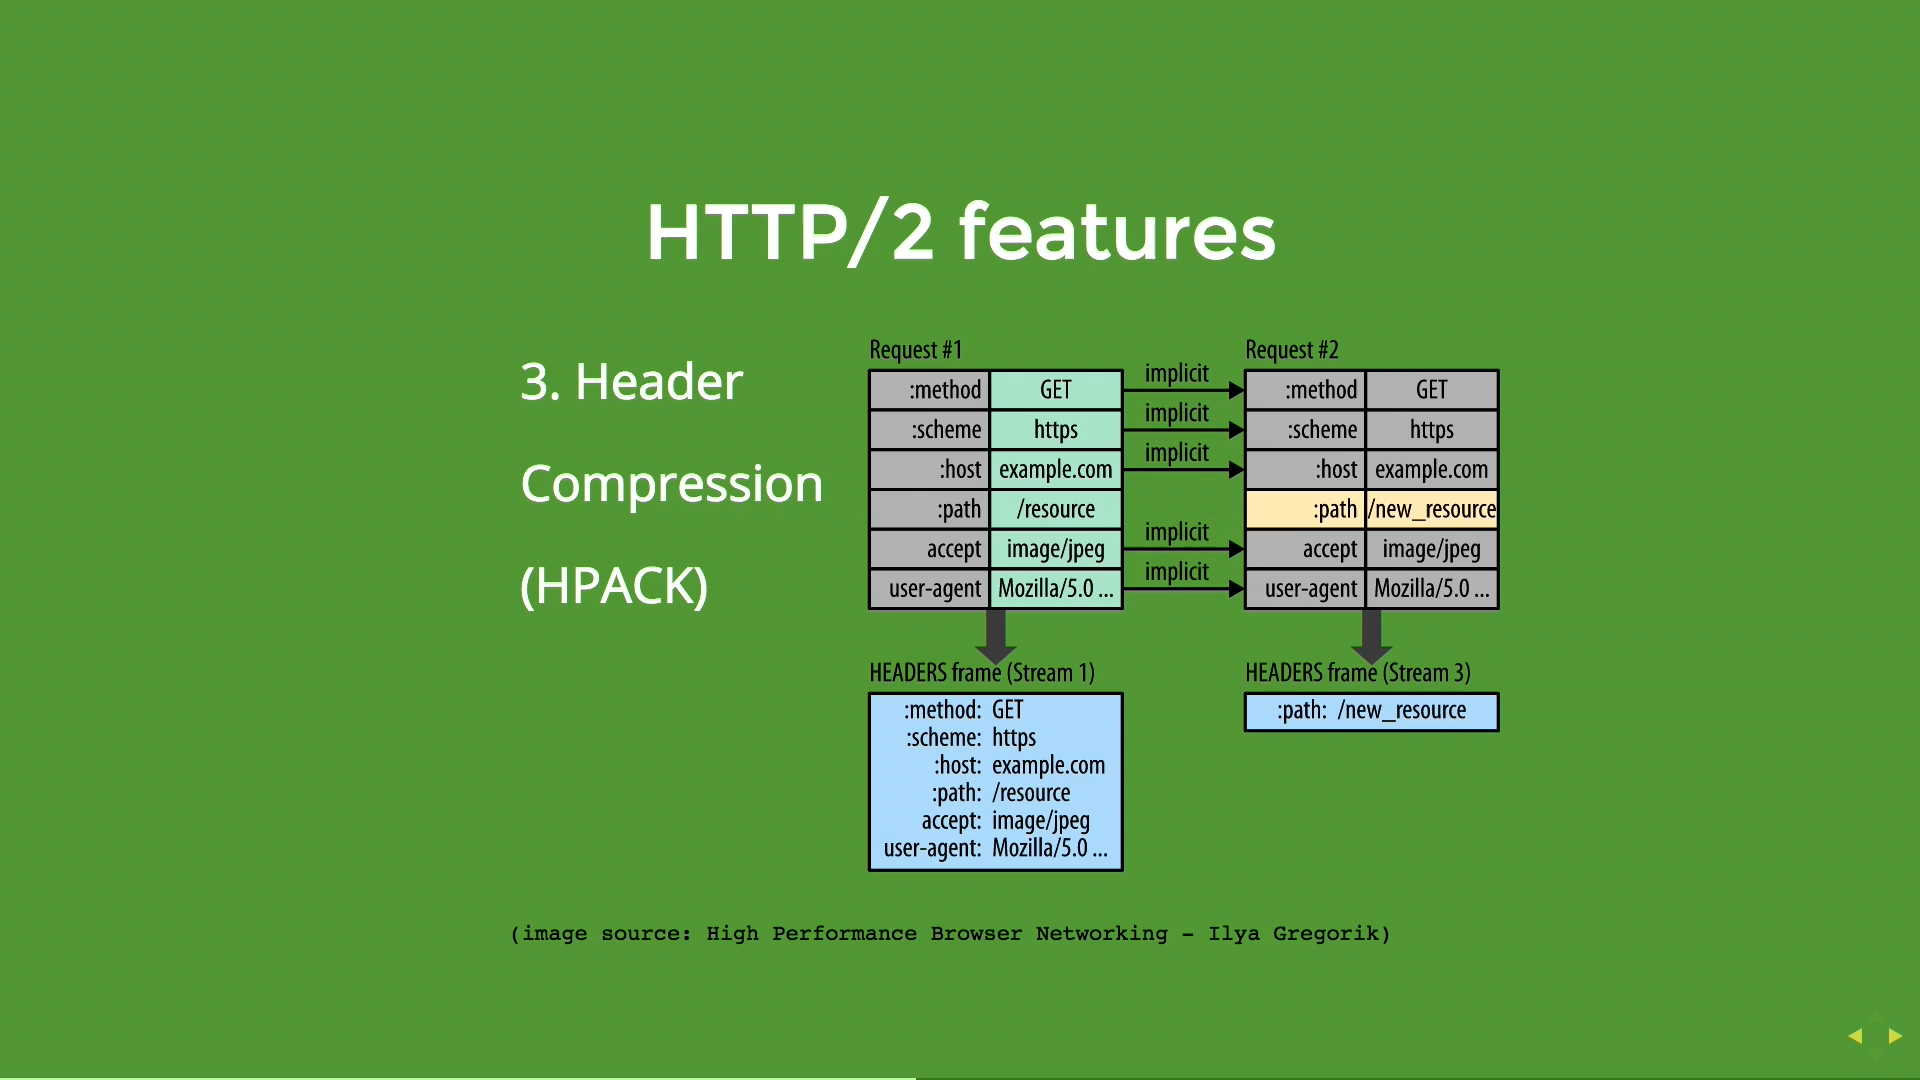 HTTP/2 features
3. Header
Compression
(HPACK)
Request #1
:method GET
:scheme https
:host example.com
:path /resource
accept image/jpeg
user-agent Mozilla/5.0 ...
implicit
implicit
implicit
implicit
implicit
Request #2
:method GET
:scheme https
:host example.com
:path /new_resource
accept image/jpeg
user-agent Mozilla/5.0 ...
HEADERS frame (Stream 1)
:method: GET
:scheme: https
:host: example.com
:path: /resource
accept: image/jpeg
user-agent: Mozilla/5.0 ...
HEADERS frame (Stream 3)
:path: /new_resource
(image source: High Performance Browser Networking - Ilya Gregorik)